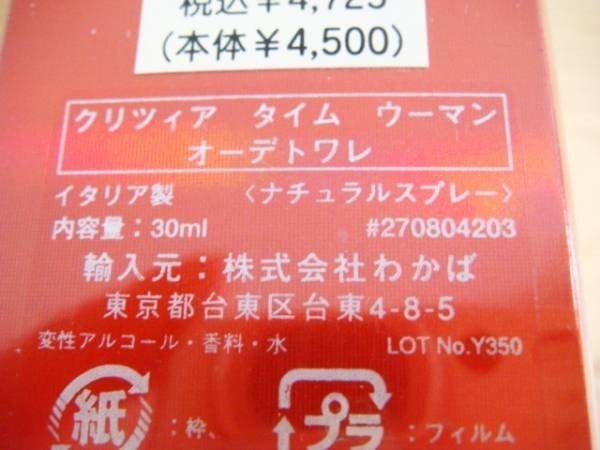 税込￥4,725
(本体￥4,500)
クリツィア タイム ウーマン
オーデトワレ
イタリア製 〈ナチュラルスプレー〉
内容量：30ml #270804203
輸入元：株式会社わかば
東京都台東区台東4-8-5
変性アルコール・香料・水 LOT No.Y350
紙：枠、 プラ：フィルム